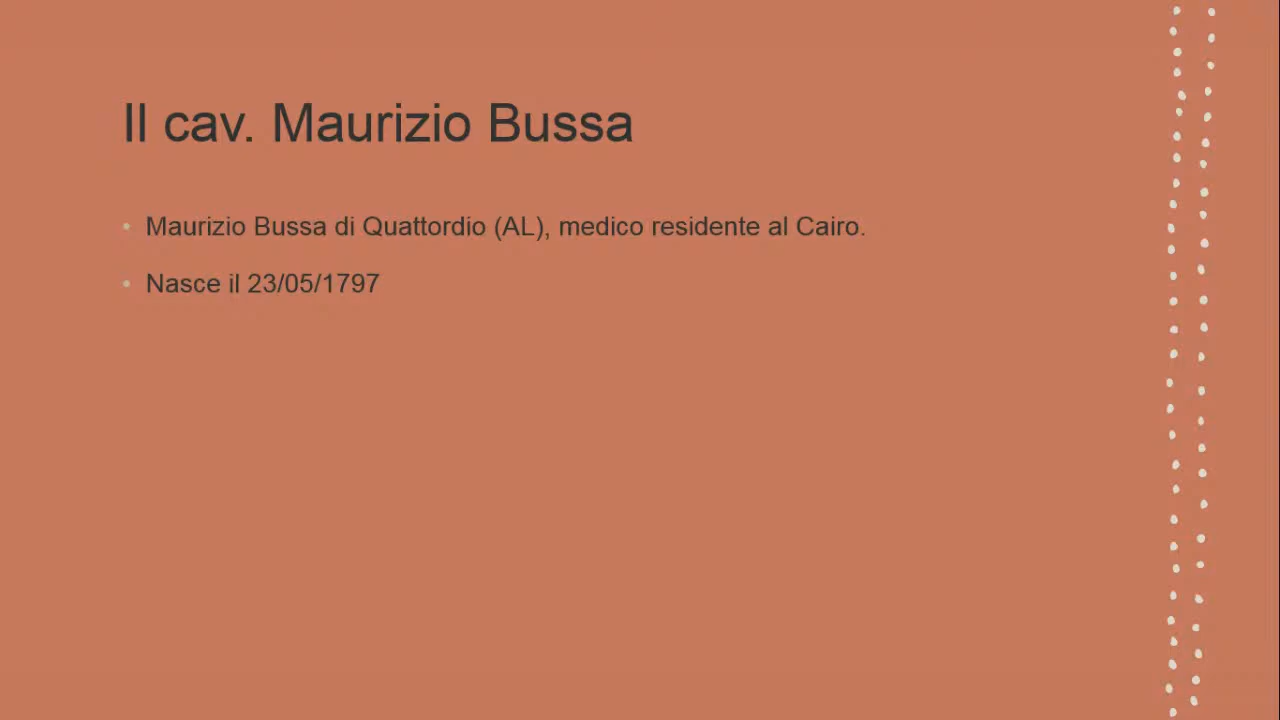 Il cav. Maurizio Bussa
• Maurizio Bussa di Quattordio (AL), medico residente al Cairo.
• Nasce il 23/05/1797